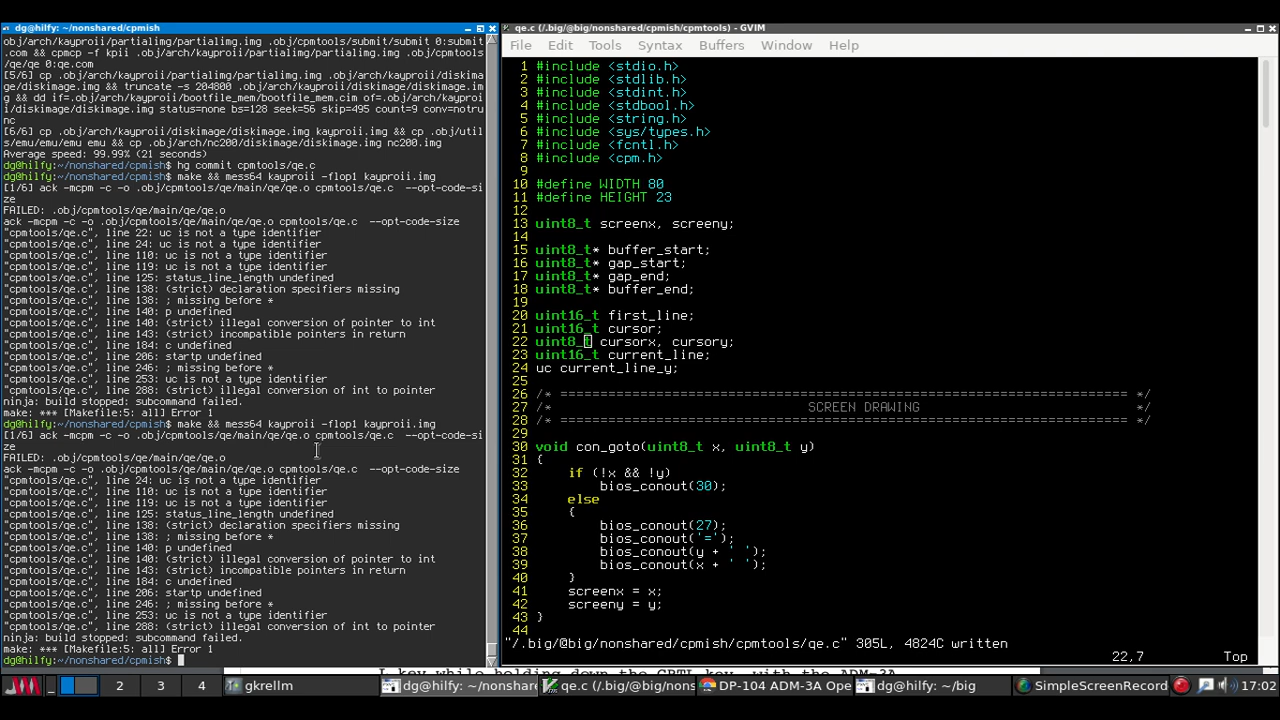 dg@hilfy: ~/nonshared/cpmish
obj/arch/kayproii/partialimg/partialimg.img .obj/cpmtools/submit/submit 0:submit
.com && cpmcp -f kpii .obj/arch/kayproii/partialimg/partialimg.img .obj/cpmtools
/qe/qe 0:qe.com
[5/6] cp .obj/arch/kayproii/partialimg/partialimg.img .obj/arch/kayproii/diskima
ge/diskimage.img && truncate -s 204800 .obj/arch/kayproii/diskimage/diskimage.im
g && dd if=.obj/arch/kayproii/bootfile_mem/bootfile_mem.cim of=.obj/arch/kayproi
i/diskimage/diskimage.img status=none bs=128 seek=56 skip=495 count=9 conv=notru
nc
[6/6] cp .obj/arch/kayproii/diskimage/diskimage.img kayproii.img && cp .obj/util
s/emu/emu/emu emu && cp .obj/arch/nc200/diskimage/diskimage.img nc200.img
Average speed: 99.99% (21 seconds)
dg@hilfy:~/nonshared/cpmish> hg commit cpmtools/qe.c
dg@hilfy:~/nonshared/cpmish> make && mess64 kayproii -flop1 kayproii.img
[1/6] ack -mcpm -c -o .obj/cpmtools/qe/main/qe/qe.o cpmtools/qe.c  --opt-code-si
ze
FAILED: .obj/cpmtools/qe/main/qe/qe.o
ack -mcpm -c -o .obj/cpmtools/qe/main/qe/qe.o cpmtools/qe.c  --opt-code-size
"cpmtools/qe.c", line 22: uc is not a type identifier
"cpmtools/qe.c", line 24: uc is not a type identifier
"cpmtools/qe.c", line 110: uc is not a type identifier
"cpmtools/qe.c", line 119: uc is not a type identifier
"cpmtools/qe.c", line 125: status_line_length undefined
"cpmtools/qe.c", line 138: (strict) declaration specifiers missing
"cpmtools/qe.c", line 138: ; missing before *
"cpmtools/qe.c", line 140: p undefined
"cpmtools/qe.c", line 140: (strict) illegal conversion of pointer to int
"cpmtools/qe.c", line 143: (strict) incompatible pointers in return
"cpmtools/qe.c", line 184: c undefined
"cpmtools/qe.c", line 206: startp undefined
"cpmtools/qe.c", line 246: ; missing before *
"cpmtools/qe.c", line 253: uc is not a type identifier
"cpmtools/qe.c", line 288: (strict) illegal conversion of int to pointer
ninja: build stopped: subcommand failed.
make: *** [Makefile:5: all] Error 1
dg@hilfy:~/nonshared/cpmish> make && mess64 kayproii -flop1 kayproii.img
[1/6] ack -mcpm -c -o .obj/cpmtools/qe/main/qe/qe.o cpmtools/qe.c  --opt-code-si
ze
FAILED: .obj/cpmtools/qe/main/qe/qe.o
ack -mcpm -c -o .obj/cpmtools/qe/main/qe/qe.o cpmtools/qe.c  --opt-code-size
"cpmtools/qe.c", line 24: uc is not a type identifier
"cpmtools/qe.c", line 110: uc is not a type identifier
"cpmtools/qe.c", line 119: uc is not a type identifier
"cpmtools/qe.c", line 125: status_line_length undefined
"cpmtools/qe.c", line 138: (strict) declaration specifiers missing
"cpmtools/qe.c", line 138: ; missing before *
"cpmtools/qe.c", line 140: p undefined
"cpmtools/qe.c", line 140: (strict) illegal conversion of pointer to int
"cpmtools/qe.c", line 143: (strict) incompatible pointers in return
"cpmtools/qe.c", line 184: c undefined
"cpmtools/qe.c", line 206: startp undefined
"cpmtools/qe.c", line 246: ; missing before *
"cpmtools/qe.c", line 253: uc is not a type identifier
"cpmtools/qe.c", line 288: (strict) illegal conversion of int to pointer
ninja: build stopped: subcommand failed.
make: *** [Makefile:5: all] Error 1
dg@hilfy:~/nonshared/cpmish>
qe.c (/.big/@big/nonshared/cpmish/cpmtools) - GVIM
File Edit Tools Syntax Buffers Window Help
1 #include <stdio.h>
2 #include <stdlib.h>
3 #include <stdint.h>
4 #include <stdbool.h>
5 #include <string.h>
6 #include <sys/types.h>
7 #include <fcntl.h>
8 #include <cpm.h>
9
10 #define WIDTH 80
11 #define HEIGHT 23
12
13 uint8_t screenx, screeny;
14
15 uint8_t* buffer_start;
16 uint8_t* gap_start;
17 uint8_t* gap_end;
18 uint8_t* buffer_end;
19
20 uint16_t first_line;
21 uint16_t cursor;
22 uint8_t cursorx, cursory;
23 uint16_t current_line;
24 uc current_line_y;
25
26 /* ======================================================================= */
27 /*                                SCREEN DRAWING                           */
28 /* ======================================================================= */
29
30 void con_goto(uint8_t x, uint8_t y)
31 {
32     if (!x && !y)
33         bios_conout(30);
34     else
35     {
36         bios_conout(27);
37         bios_conout('=');
38         bios_conout(y + ' ');
39         bios_conout(x + ' ');
40     }
41     screenx = x;
42     screeny = y;
43 }
44
"/.big/@big/nonshared/cpmish/cpmtools/qe.c" 305L, 4824C written
22,7 Top
2 3 4 gkrellm dg@hilfy: ~/nonshar qe.c (/.big/@big/nons DP-104 ADM-3A Ope dg@hilfy: ~/big SimpleScreenRecord 17:02